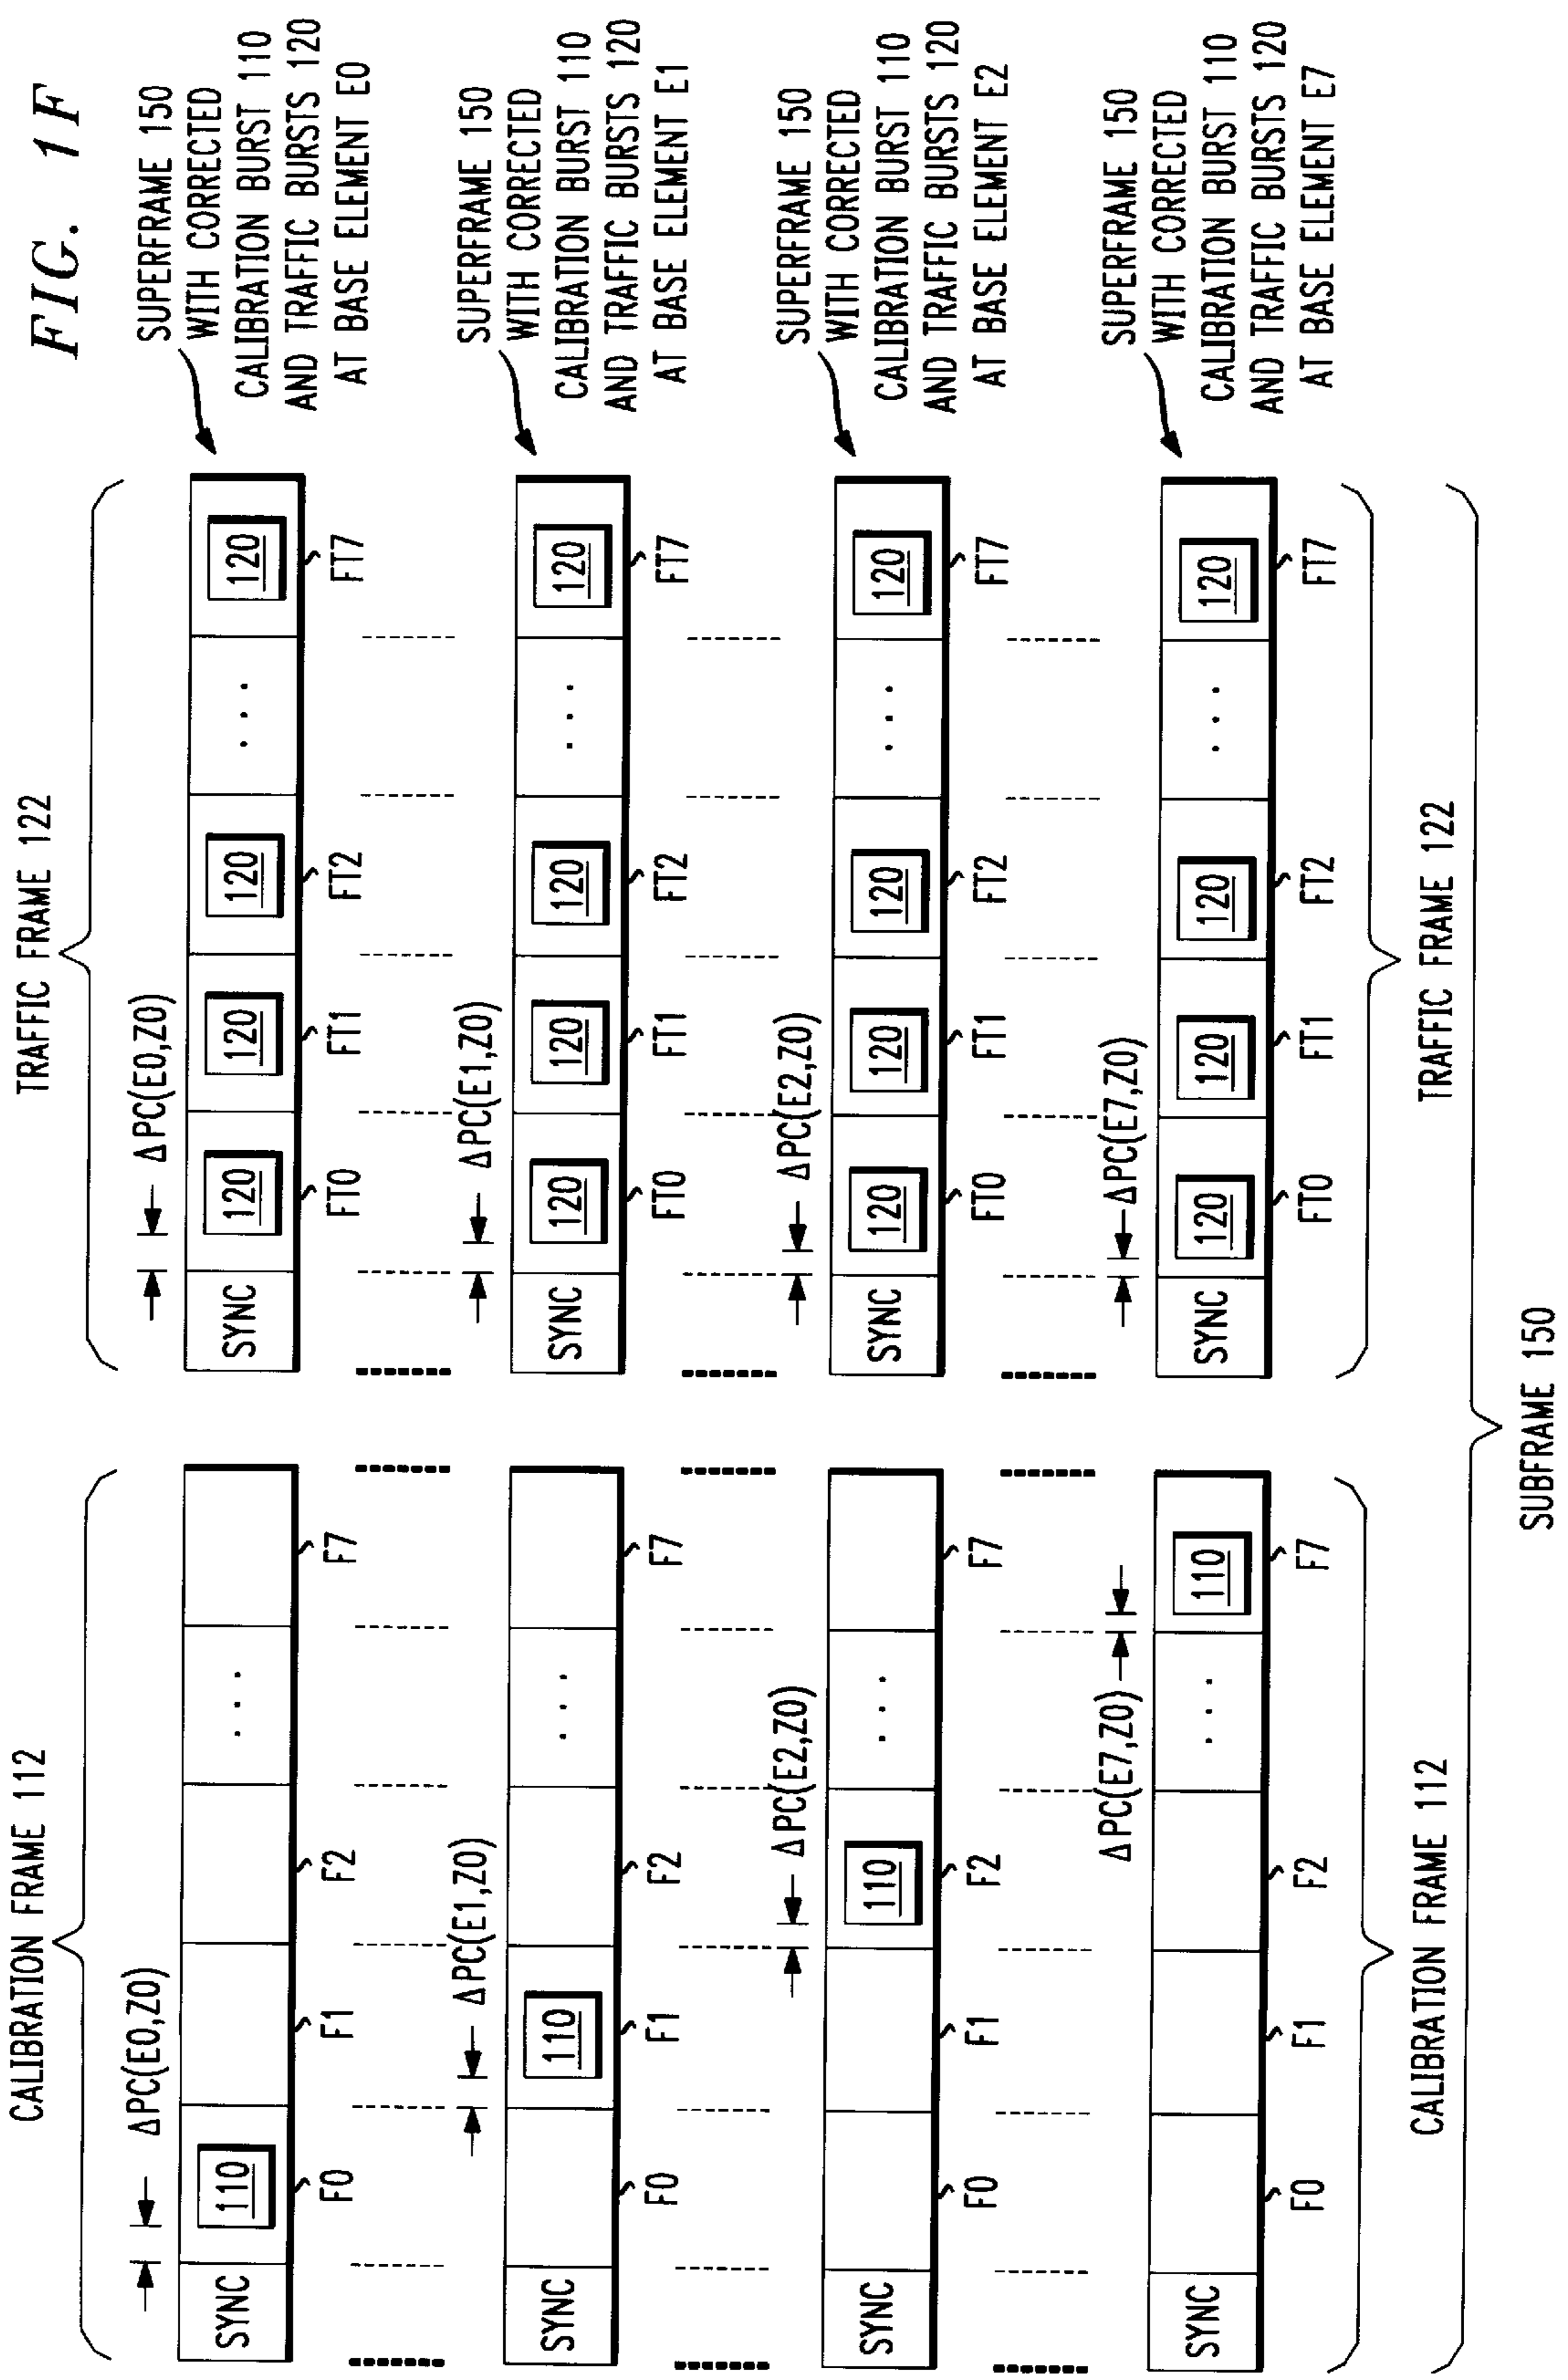 FIG. 1F
CALIBRATION FRAME 112
TRAFFIC FRAME 122
ΔPC(E0,Z0)
ΔPC(E0,Z0)
SYNC
110
. . .
SYNC
120
120
120
. . .
120
F0
F1
F2
F7
FT0
FT1
FT2
FT7
SUPERFRAME 150
WITH CORRECTED
CALIBRATION BURST 110
AND TRAFFIC BURSTS 120
AT BASE ELEMENT E0
ΔPC(E1,Z0)
ΔPC(E1,Z0)
SYNC
110
. . .
SYNC
120
120
120
. . .
120
F0
F1
F2
F7
FT0
FT1
FT2
FT7
SUPERFRAME 150
WITH CORRECTED
CALIBRATION BURST 110
AND TRAFFIC BURSTS 120
AT BASE ELEMENT E1
ΔPC(E2,Z0)
ΔPC(E2,Z0)
SYNC
110
. . .
SYNC
120
120
120
. . .
120
F0
F1
F2
F7
FT0
FT1
FT2
FT7
SUPERFRAME 150
WITH CORRECTED
CALIBRATION BURST 110
AND TRAFFIC BURSTS 120
AT BASE ELEMENT E2
ΔPC(E7,Z0)
ΔPC(E7,Z0)
SYNC
. . .
110
SYNC
120
120
120
. . .
120
F0
F1
F2
F7
FT0
FT1
FT2
FT7
SUPERFRAME 150
WITH CORRECTED
CALIBRATION BURST 110
AND TRAFFIC BURSTS 120
AT BASE ELEMENT E7
CALIBRATION FRAME 112
TRAFFIC FRAME 122
SUBFRAME 150